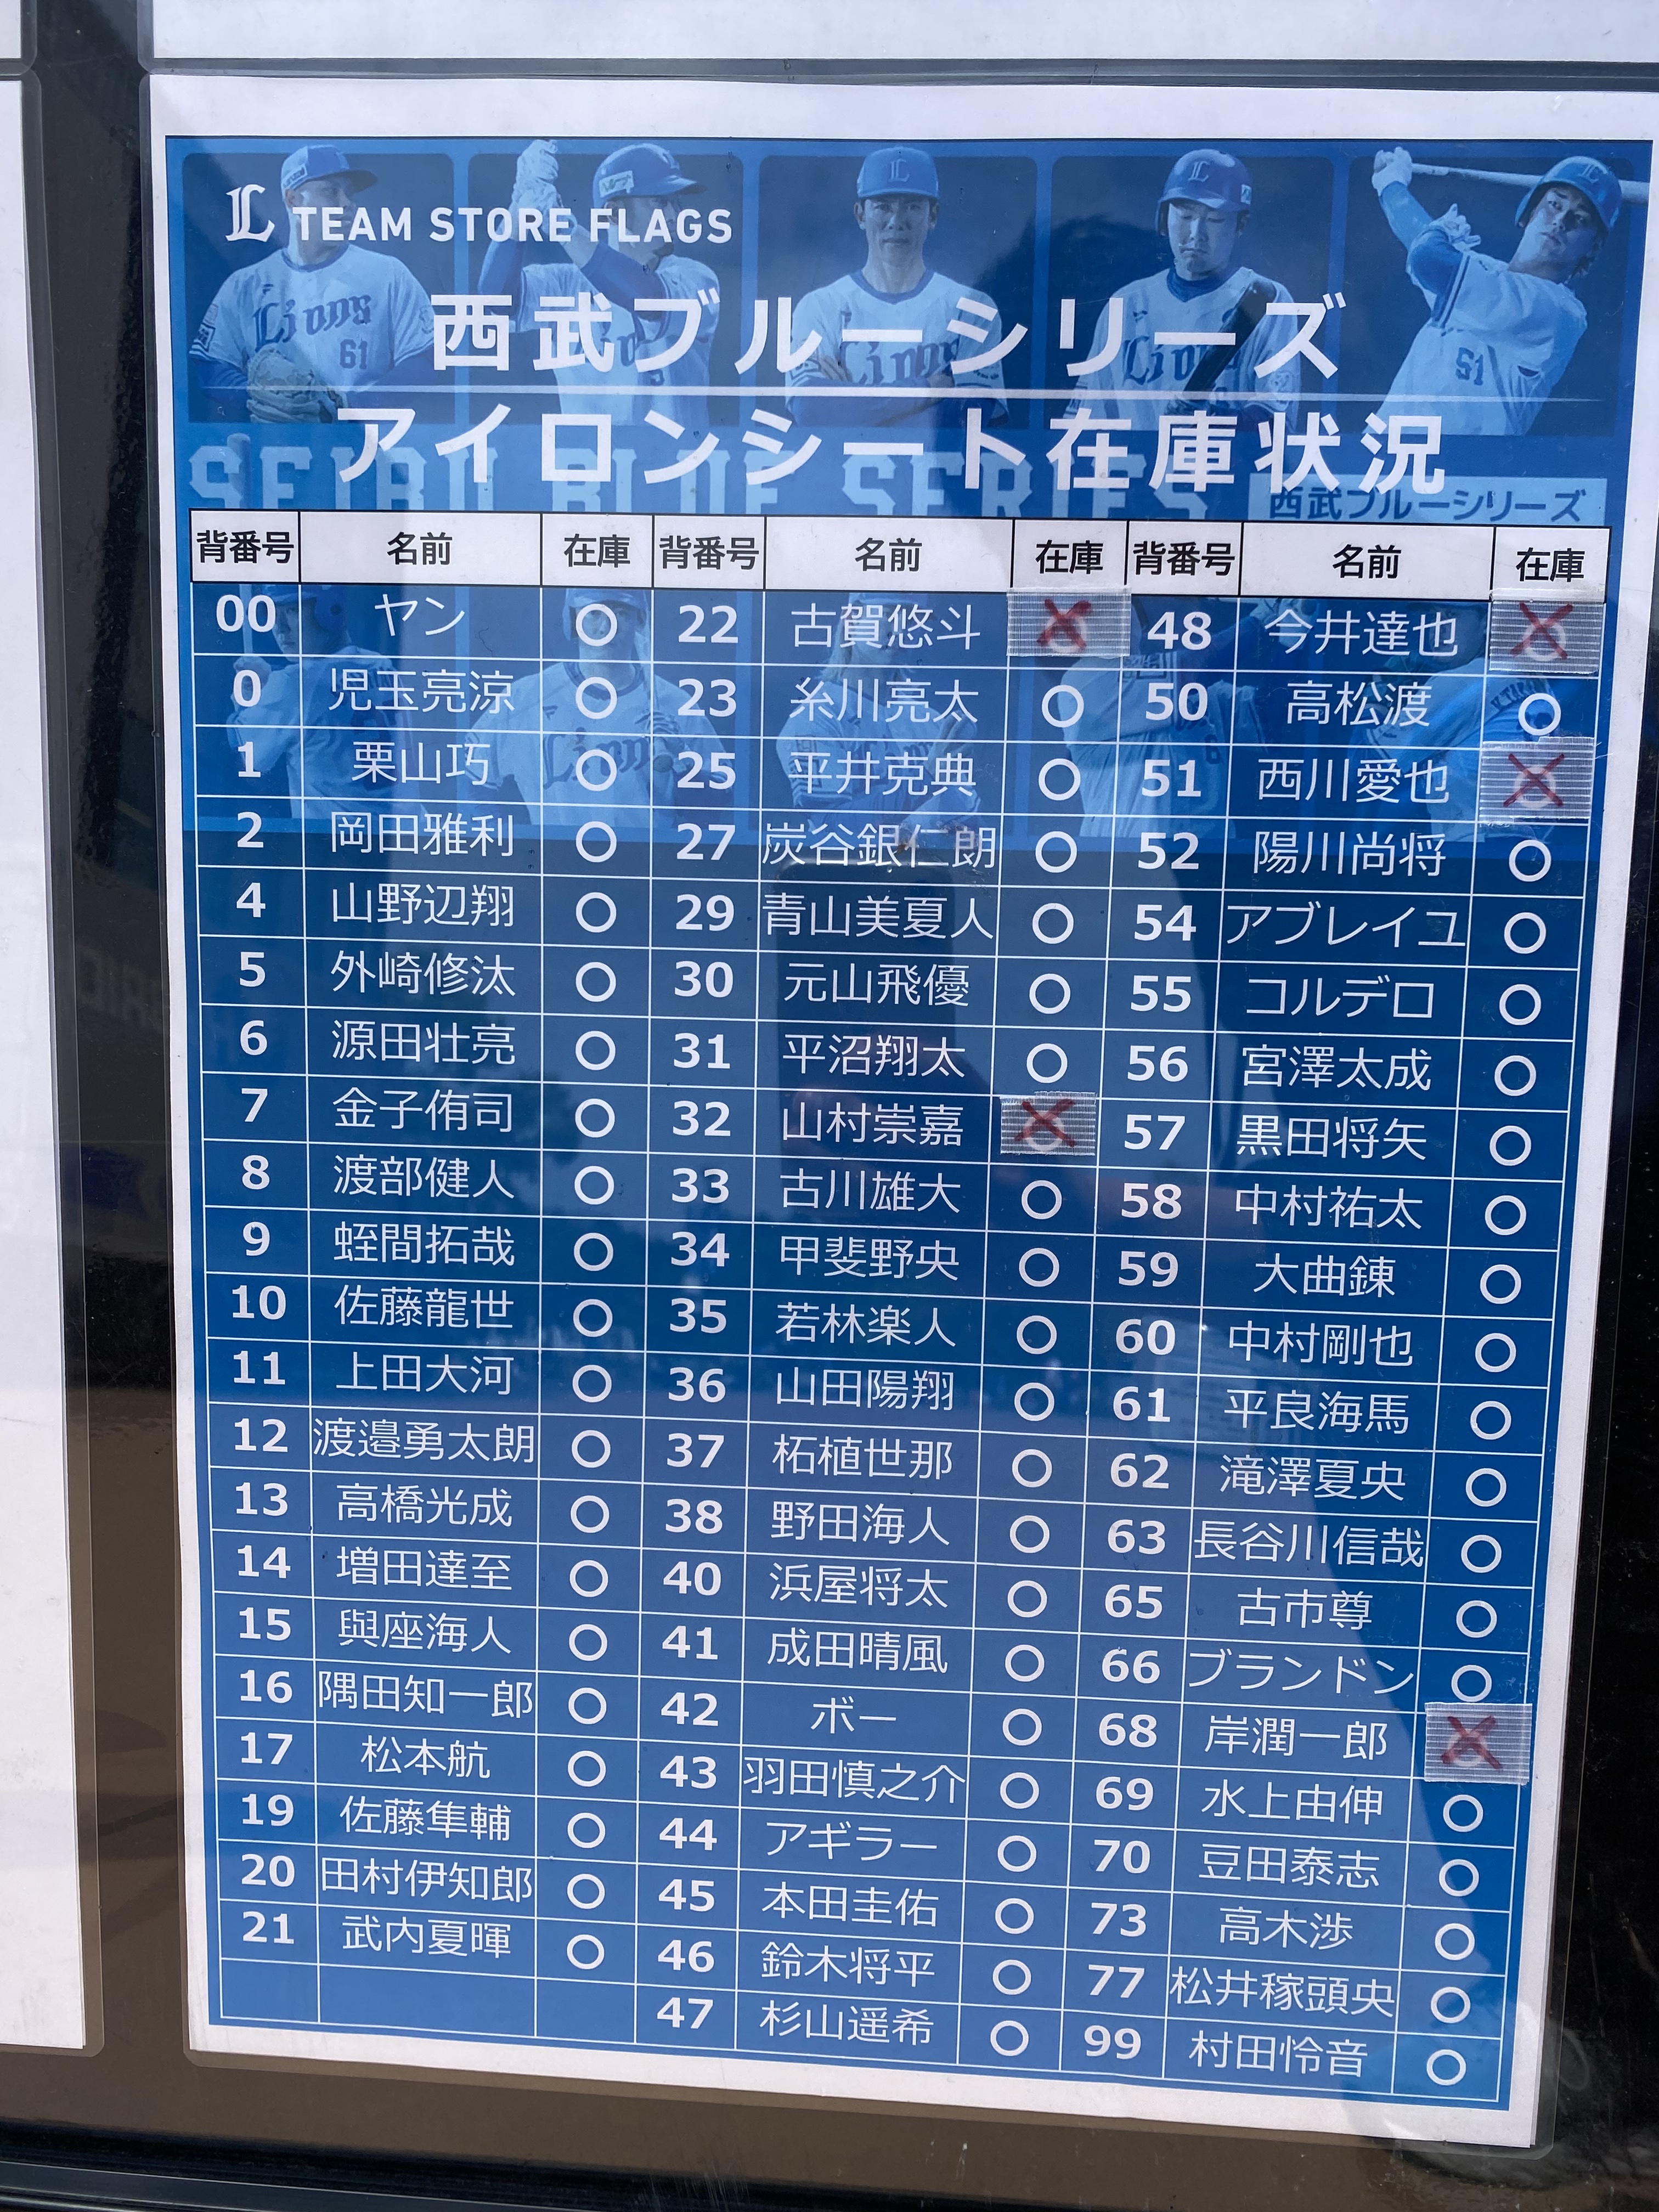 L TEAM STORE FLAGS
西武ブルーシリーズ
アイロンシート在庫状況
SEIBU BLUE SERIES
西武ブルーシリーズ
背番号 名前 在庫 背番号 名前 在庫 背番号 名前 在庫
00 ヤン ○ 22 古賀悠斗 × 48 今井達也 ×
0 児玉亮涼 ○ 23 糸川亮太 ○ 50 高松渡 ○
1 栗山巧 ○ 25 平井克典 ○ 51 西川愛也 ×
2 岡田雅利 ○ 27 炭谷銀仁朗 ○ 52 陽川尚将 ○
4 山野辺翔 ○ 29 青山美夏人 ○ 54 アブレイユ ○
5 外崎修汰 ○ 30 元山飛優 ○ 55 コルデロ ○
6 源田壮亮 ○ 31 平沼翔太 ○ 56 宮澤太成 ○
7 金子侑司 ○ 32 山村崇嘉 × 57 黒田将矢 ○
8 渡部健人 ○ 33 古川雄大 ○ 58 中村祐太 ○
9 蛭間拓哉 ○ 34 甲斐野央 ○ 59 大曲錬 ○
10 佐藤龍世 ○ 35 若林楽人 ○ 60 中村剛也 ○
11 上田大河 ○ 36 山田陽翔 ○ 61 平良海馬 ○
12 渡邉勇太朗 ○ 37 柘植世那 ○ 62 滝澤夏央 ○
13 高橋光成 ○ 38 野田海人 ○ 63 長谷川信哉 ○
14 増田達至 ○ 40 浜屋将太 ○ 65 古市尊 ○
15 與座海人 ○ 41 成田晴風 ○ 66 ブランドン ○
16 隅田知一郎 ○ 42 ボー ○ 68 岸潤一郎 ×
17 松本航 ○ 43 羽田慎之介 ○ 69 水上由伸 ○
19 佐藤隼輔 ○ 44 アギラー ○ 70 豆田泰志 ○
20 田村伊知郎 ○ 45 本田圭佑 ○ 73 高木渉 ○
21 武内夏暉 ○ 46 鈴木将平 ○ 77 松井稼頭央 ○
47 杉山遥希 ○ 99 村田怜音 ○